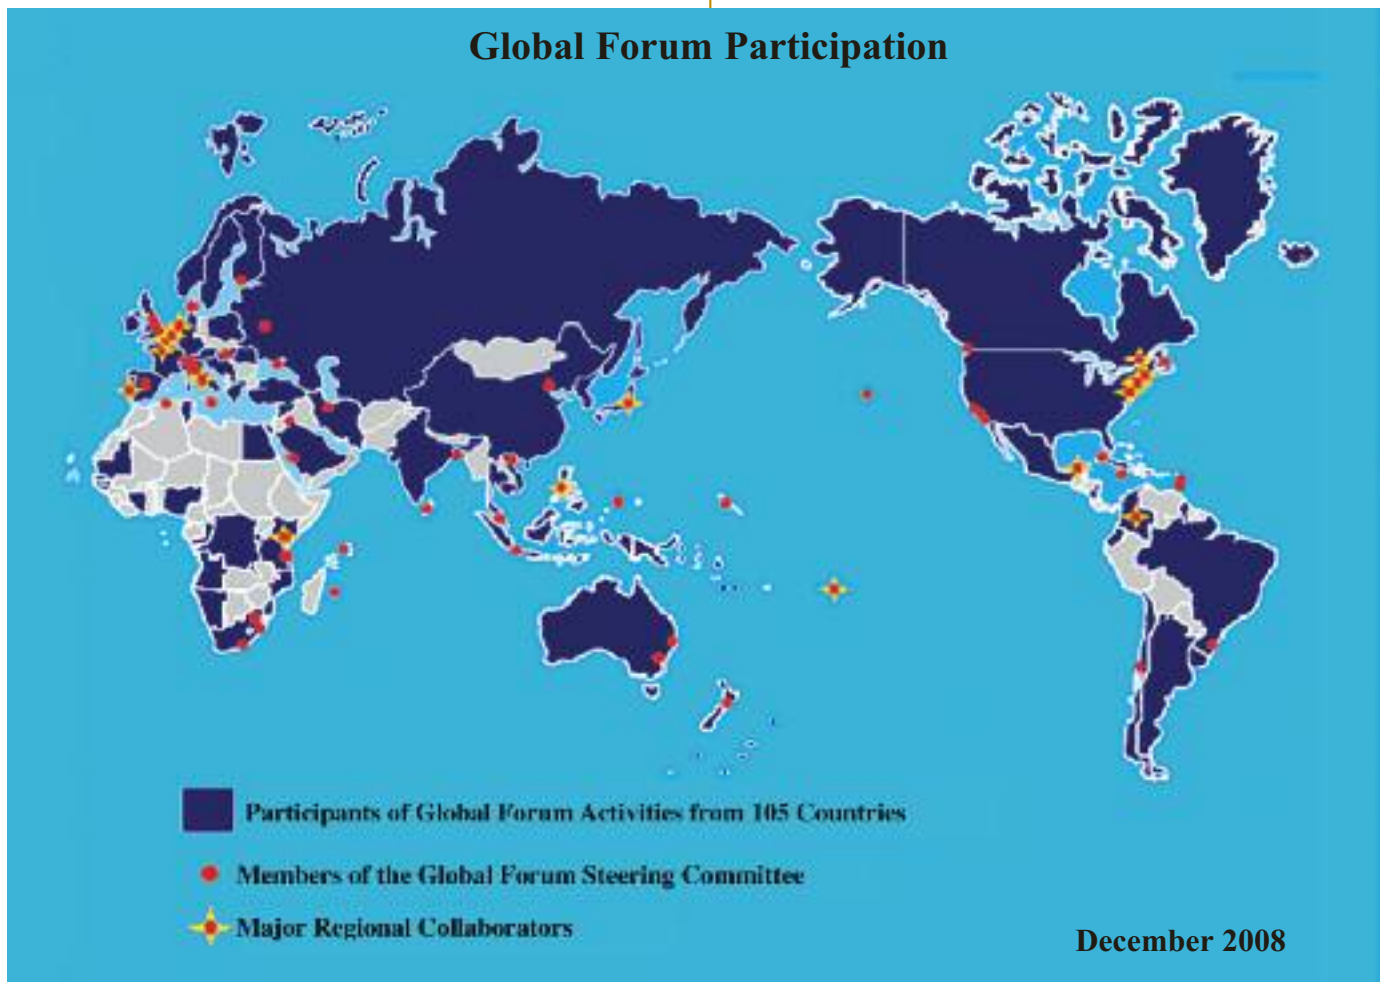 Global Forum Participation
Participants of Global Forum Activities from 105 Countries
Members of the Global Forum Steering Committee
Major Regional Collaborators
December 2008